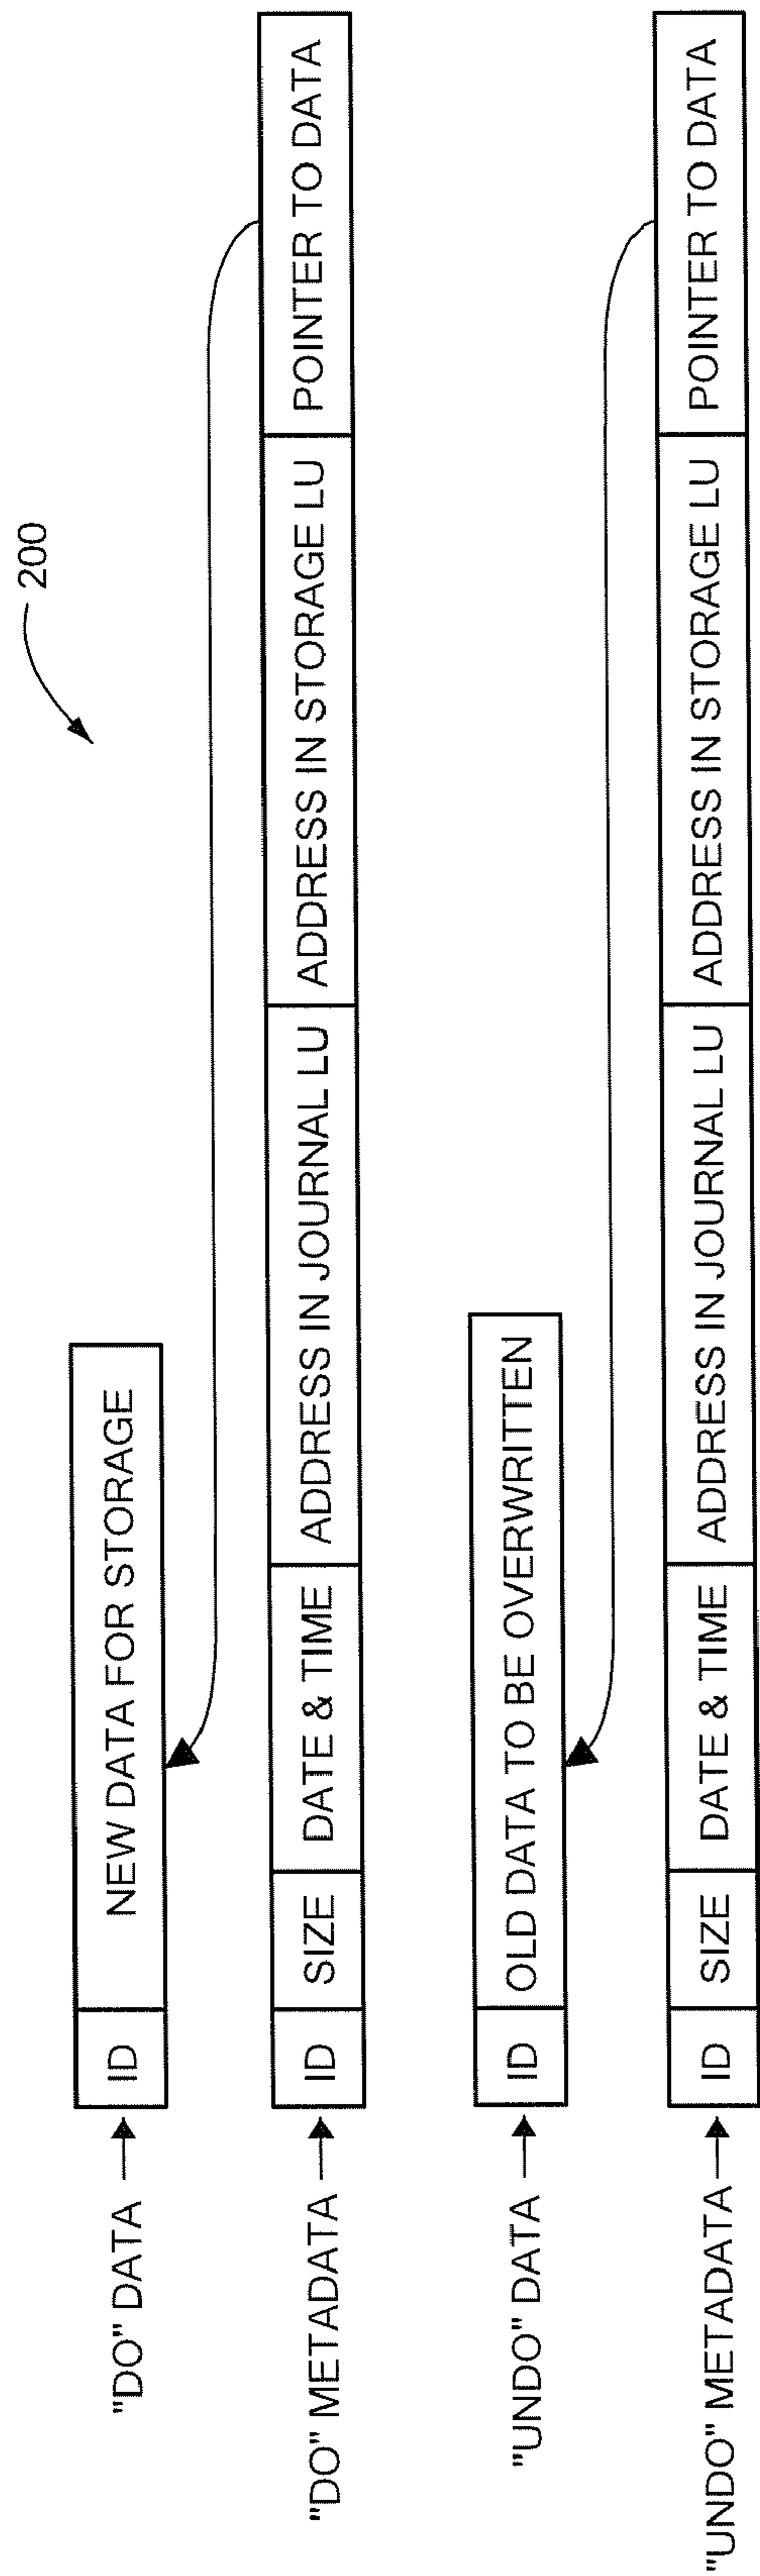 200
"DO" DATA
ID
NEW DATA FOR STORAGE
"DO" METADATA
ID
SIZE
DATE & TIME
ADDRESS IN JOURNAL LU
ADDRESS IN STORAGE LU
POINTER TO DATA
"UNDO" DATA
ID
OLD DATA TO BE OVERWRITTEN
"UNDO" METADATA
ID
SIZE
DATE & TIME
ADDRESS IN JOURNAL LU
ADDRESS IN STORAGE LU
POINTER TO DATA